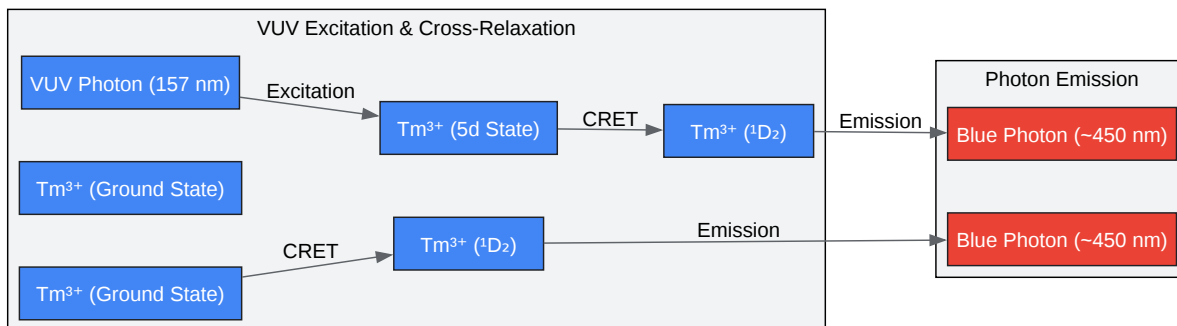 VUV Excitation & Cross-Relaxation
VUV Photon (157 nm)
Excitation
Tm³⁺ (5d State)
CRET
Tm³⁺ (¹D₂)
Emission
Photon Emission
Blue Photon (~450 nm)
Tm³⁺ (Ground State)
Tm³⁺ (Ground State)
CRET
Tm³⁺ (¹D₂)
Emission
Blue Photon (~450 nm)